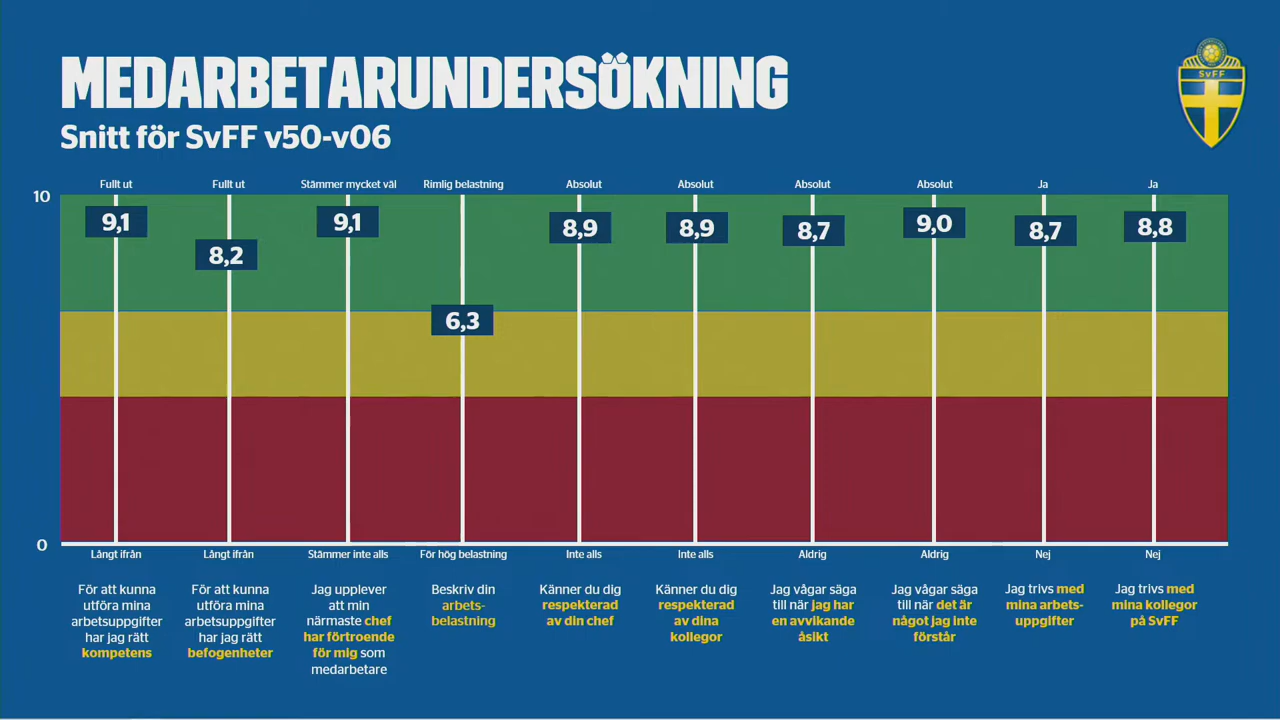 MEDARBETARUNDERSÖKNING
Snitt för SvFF v50-v06
SvFF
Fullt ut
Fullt ut
Stämmer mycket väl
Rimlig belastning
Absolut
Absolut
Absolut
Absolut
Ja
Ja
10
9,1
8,2
9,1
6,3
8,9
8,9
8,7
9,0
8,7
8,8
0
Långt ifrån
Långt ifrån
Stämmer inte alls
För hög belastning
Inte alls
Inte alls
Aldrig
Aldrig
Nej
Nej
För att kunna
utföra mina
arbetsuppgifter
har jag rätt
kompetens
För att kunna
utföra mina
arbetsuppgifter
har jag rätt
befogenheter
Jag upplever
att min
närmaste chef
har förtroende
för mig som
medarbetare
Beskriv din
arbets-
belastning
Känner du dig
respekterad
av din chef
Känner du dig
respekterad
av dina
kollegor
Jag vågar säga
till när jag har
en avvikande
åsikt
Jag vågar säga
till när det är
något jag inte
förstår
Jag trivs med
mina arbets-
uppgifter
Jag trivs med
mina kollegor
på SvFF